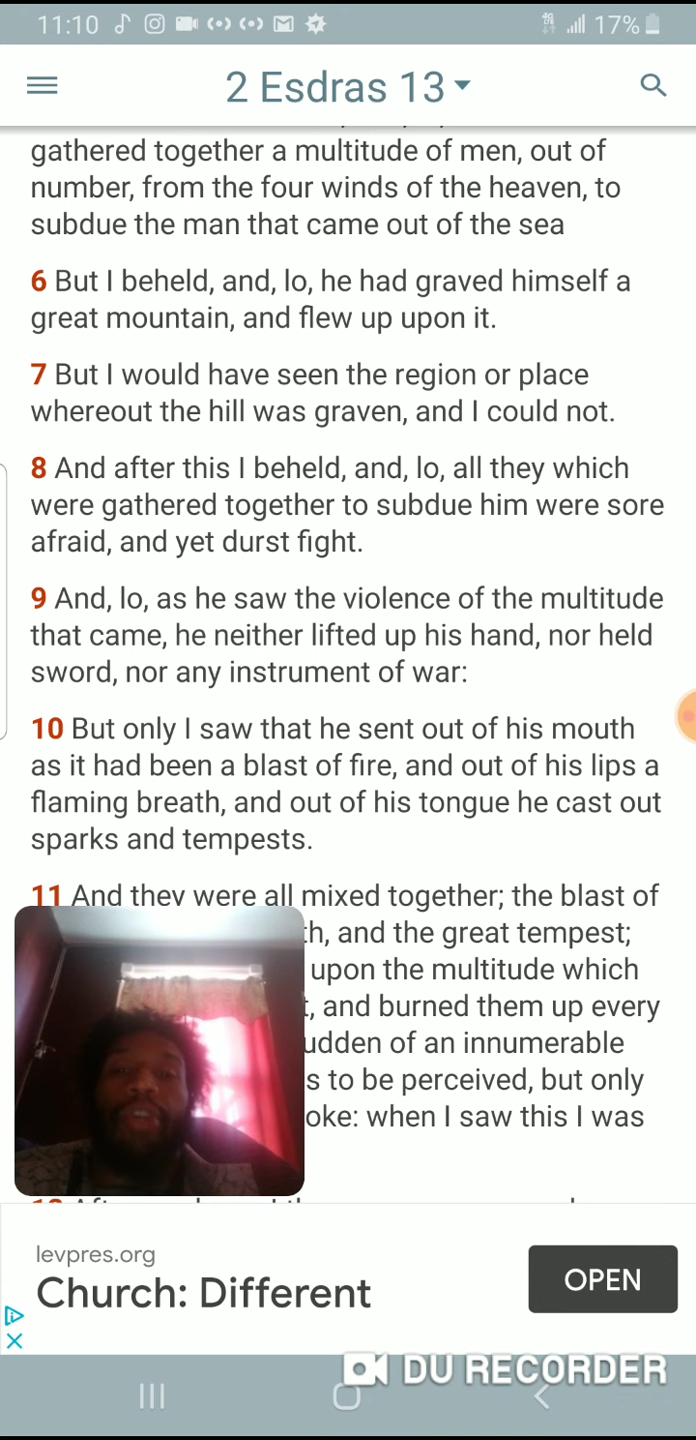 11:10
17%
2 Esdras 13
gathered together a multitude of men, out of
number, from the four winds of the heaven, to
subdue the man that came out of the sea
6 But I beheld, and, lo, he had graved himself a
great mountain, and flew up upon it.
7 But I would have seen the region or place
whereout the hill was graven, and I could not.
8 And after this I beheld, and, lo, all they which
were gathered together to subdue him were sore
afraid, and yet durst fight.
9 And, lo, as he saw the violence of the multitude
that came, he neither lifted up his hand, nor held
sword, nor any instrument of war:
10 But only I saw that he sent out of his mouth
as it had been a blast of fire, and out of his lips a
flaming breath, and out of his tongue he cast out
sparks and tempests.
11 And they were all mixed together; the blast of
th, and the great tempest;
upon the multitude which
t, and burned them up every
udden of an innumerable
s to be perceived, but only
oke: when I saw this I was
levpres.org
Church: Different
OPEN
DU RECORDER